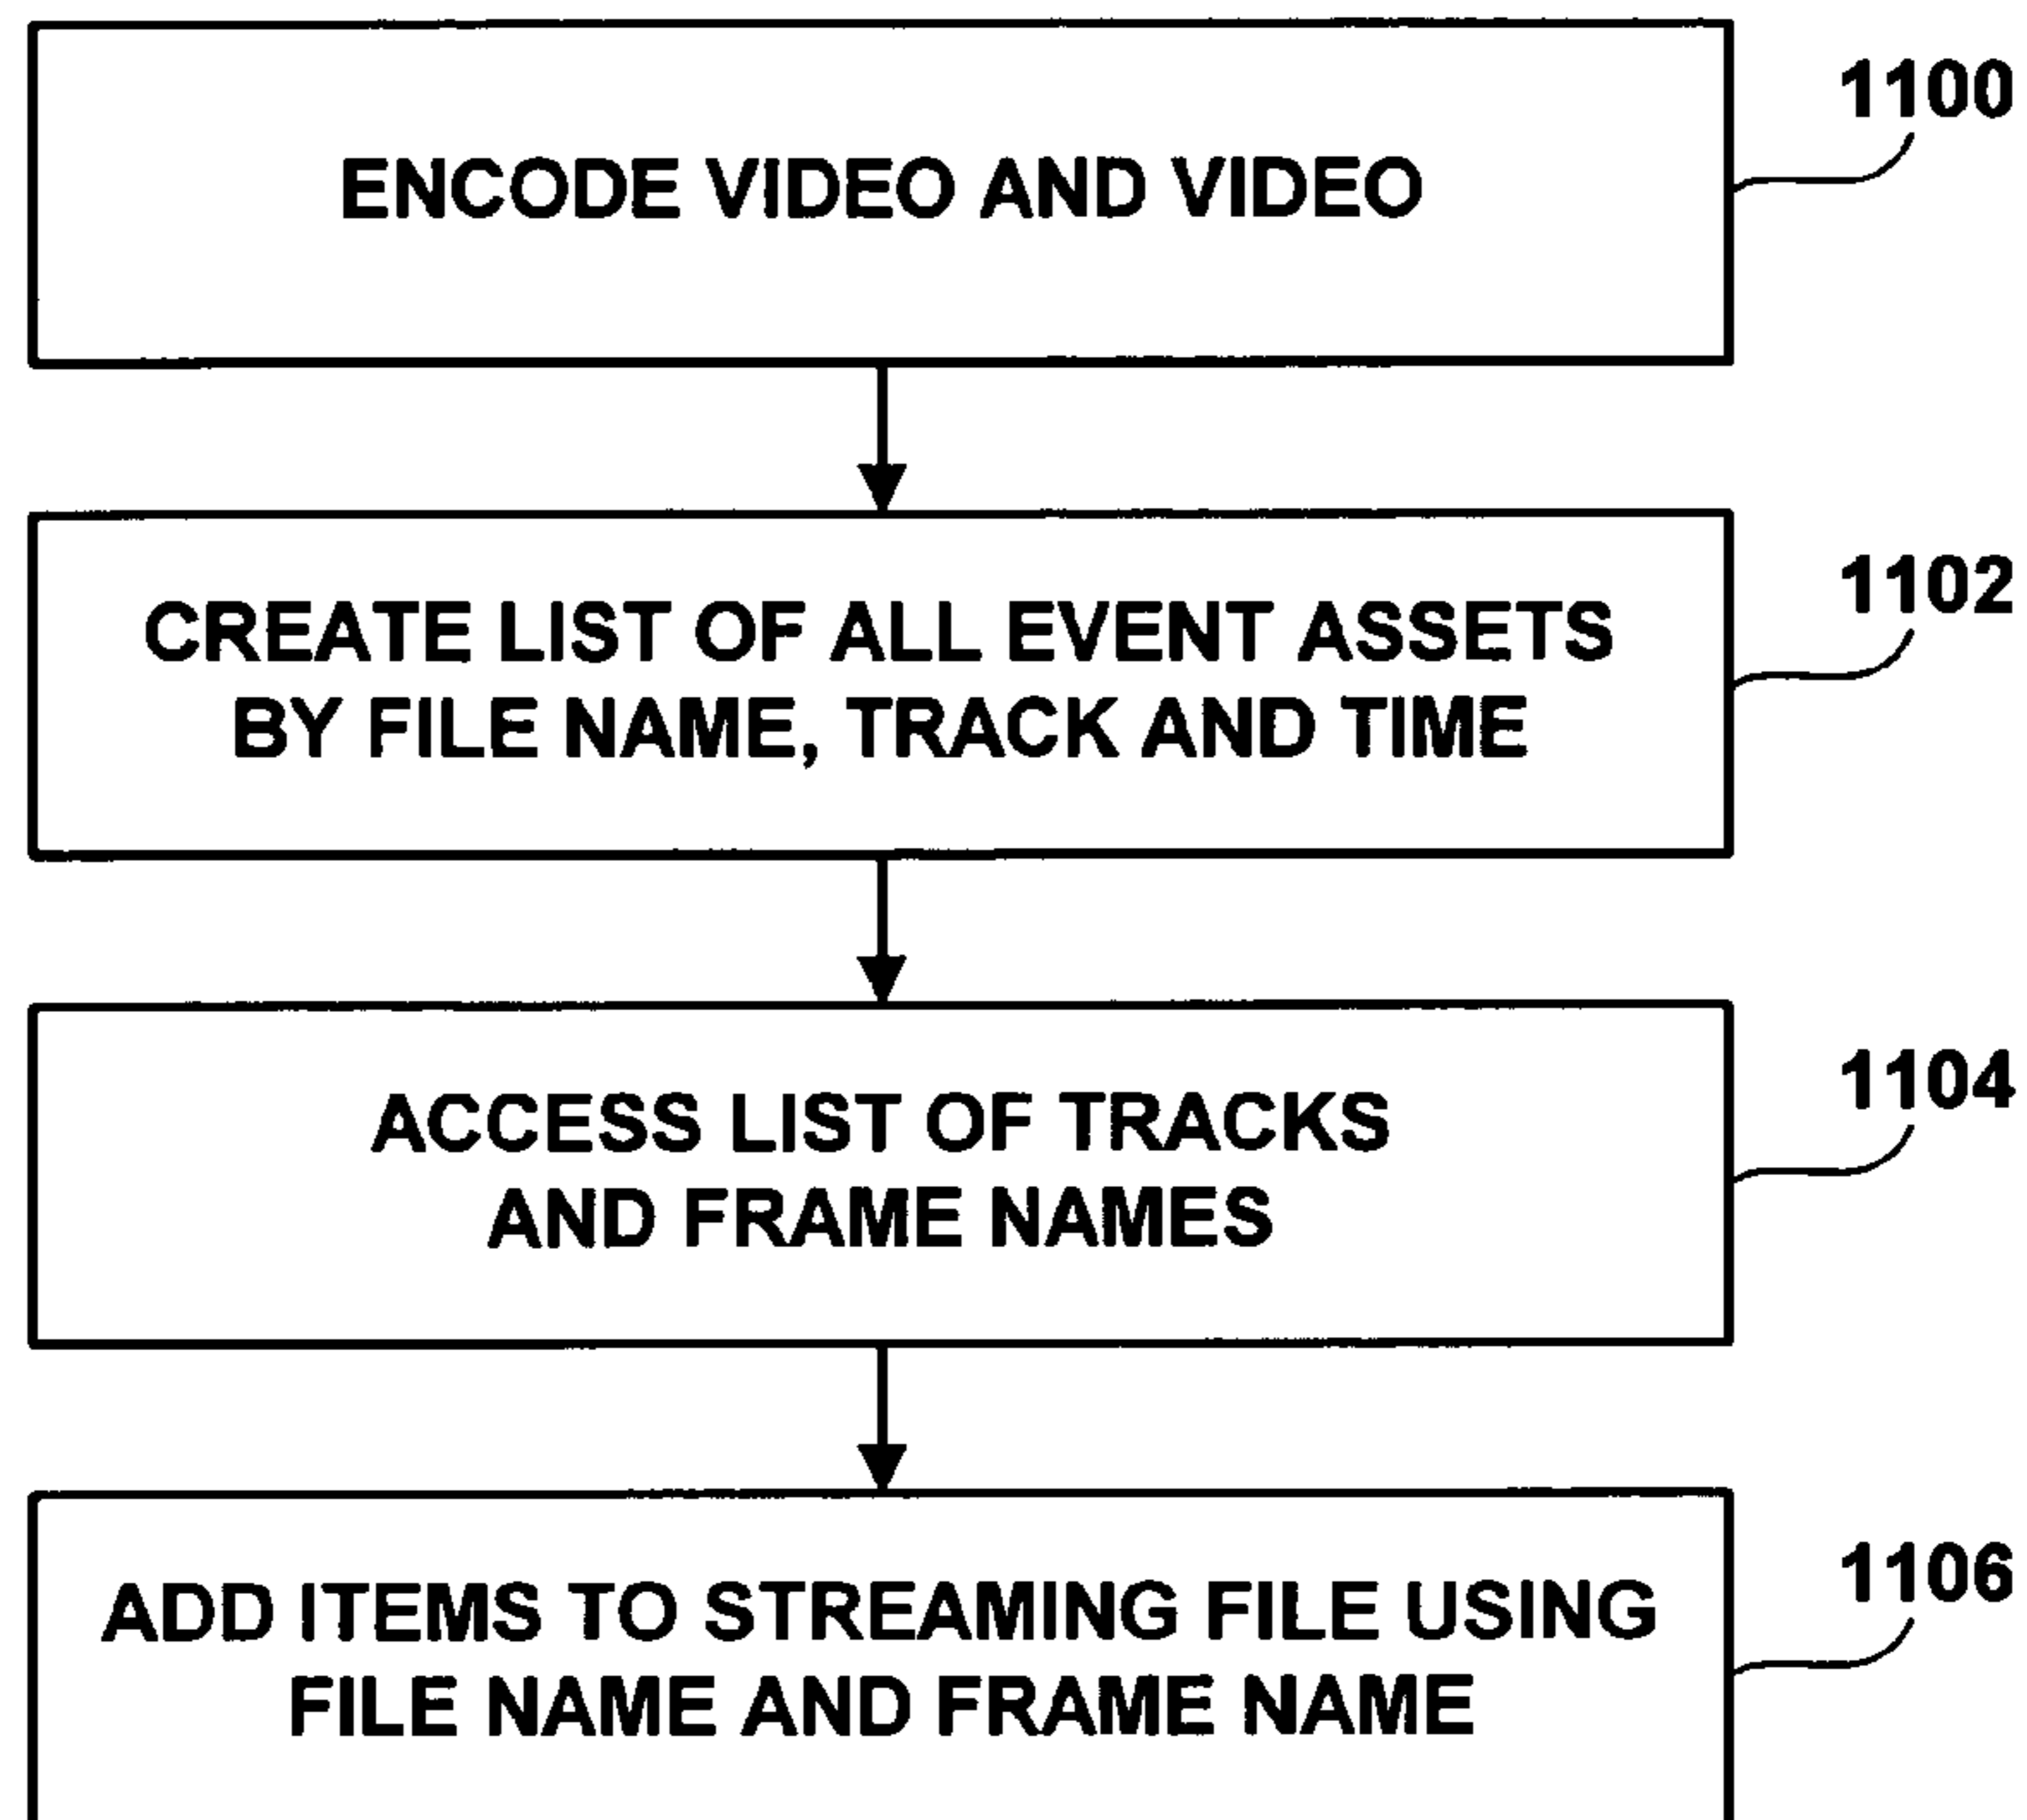 1100
ENCODE VIDEO AND VIDEO
1102
CREATE LIST OF ALL EVENT ASSETS
BY FILE NAME, TRACK AND TIME
1104
ACCESS LIST OF TRACKS
AND FRAME NAMES
1106
ADD ITEMS TO STREAMING FILE USING
FILE NAME AND FRAME NAME